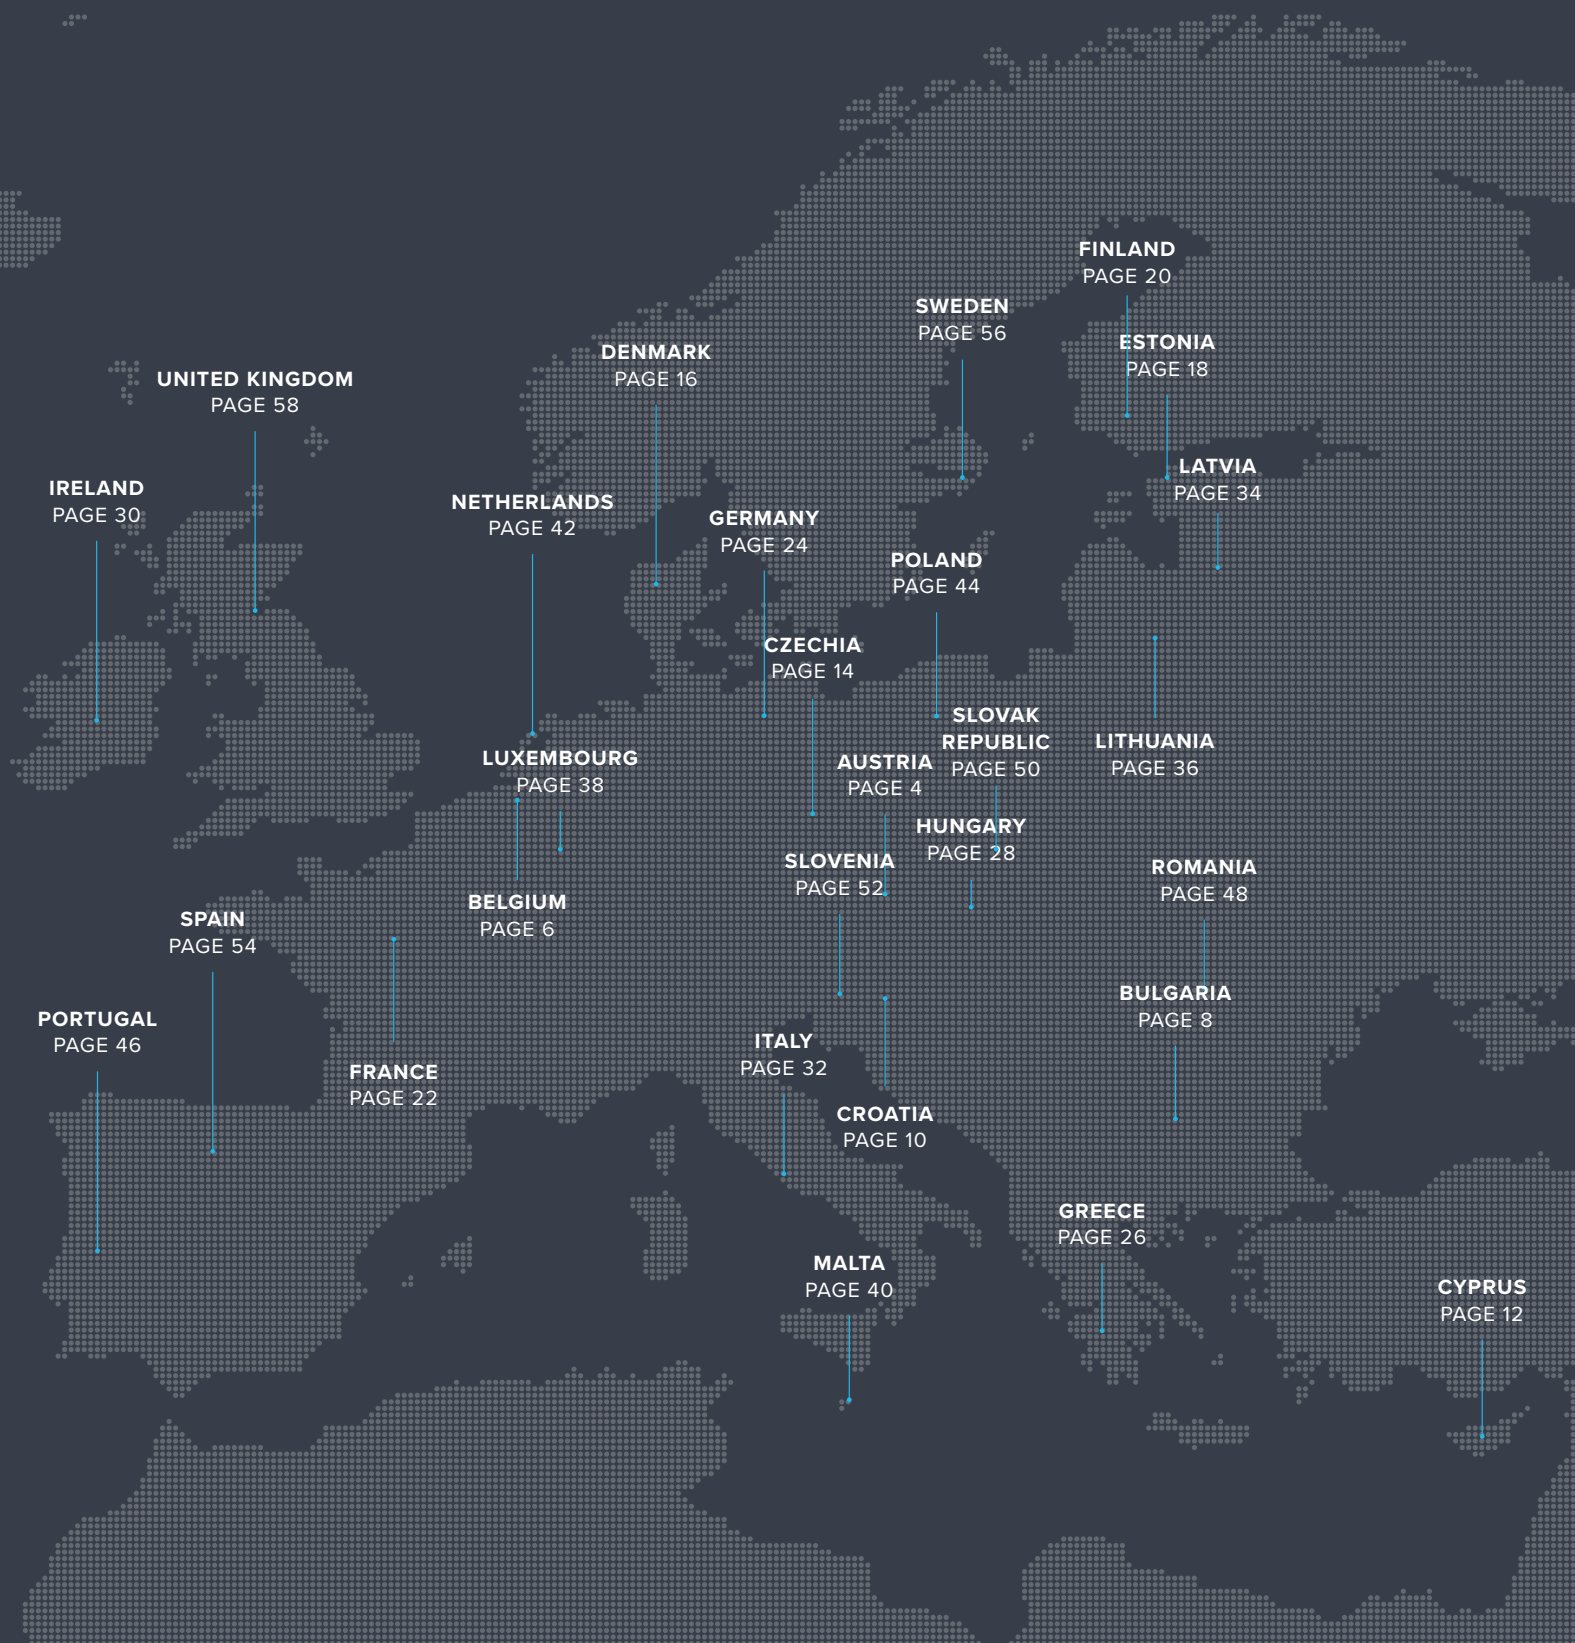 FINLAND
PAGE 20
SWEDEN
PAGE 56
ESTONIA
PAGE 18
DENMARK
PAGE 16
UNITED KINGDOM
PAGE 58
LATVIA
PAGE 34
IRELAND
PAGE 30
NETHERLANDS
PAGE 42
GERMANY
PAGE 24
POLAND
PAGE 44
CZECHIA
PAGE 14
SLOVAK
REPUBLIC
PAGE 50
LITHUANIA
PAGE 36
LUXEMBOURG
PAGE 38
AUSTRIA
PAGE 4
HUNGARY
PAGE 28
SLOVENIA
PAGE 52
ROMANIA
PAGE 48
BELGIUM
PAGE 6
SPAIN
PAGE 54
BULGARIA
PAGE 8
PORTUGAL
PAGE 46
ITALY
PAGE 32
FRANCE
PAGE 22
CROATIA
PAGE 10
GREECE
PAGE 26
MALTA
PAGE 40
CYPRUS
PAGE 12